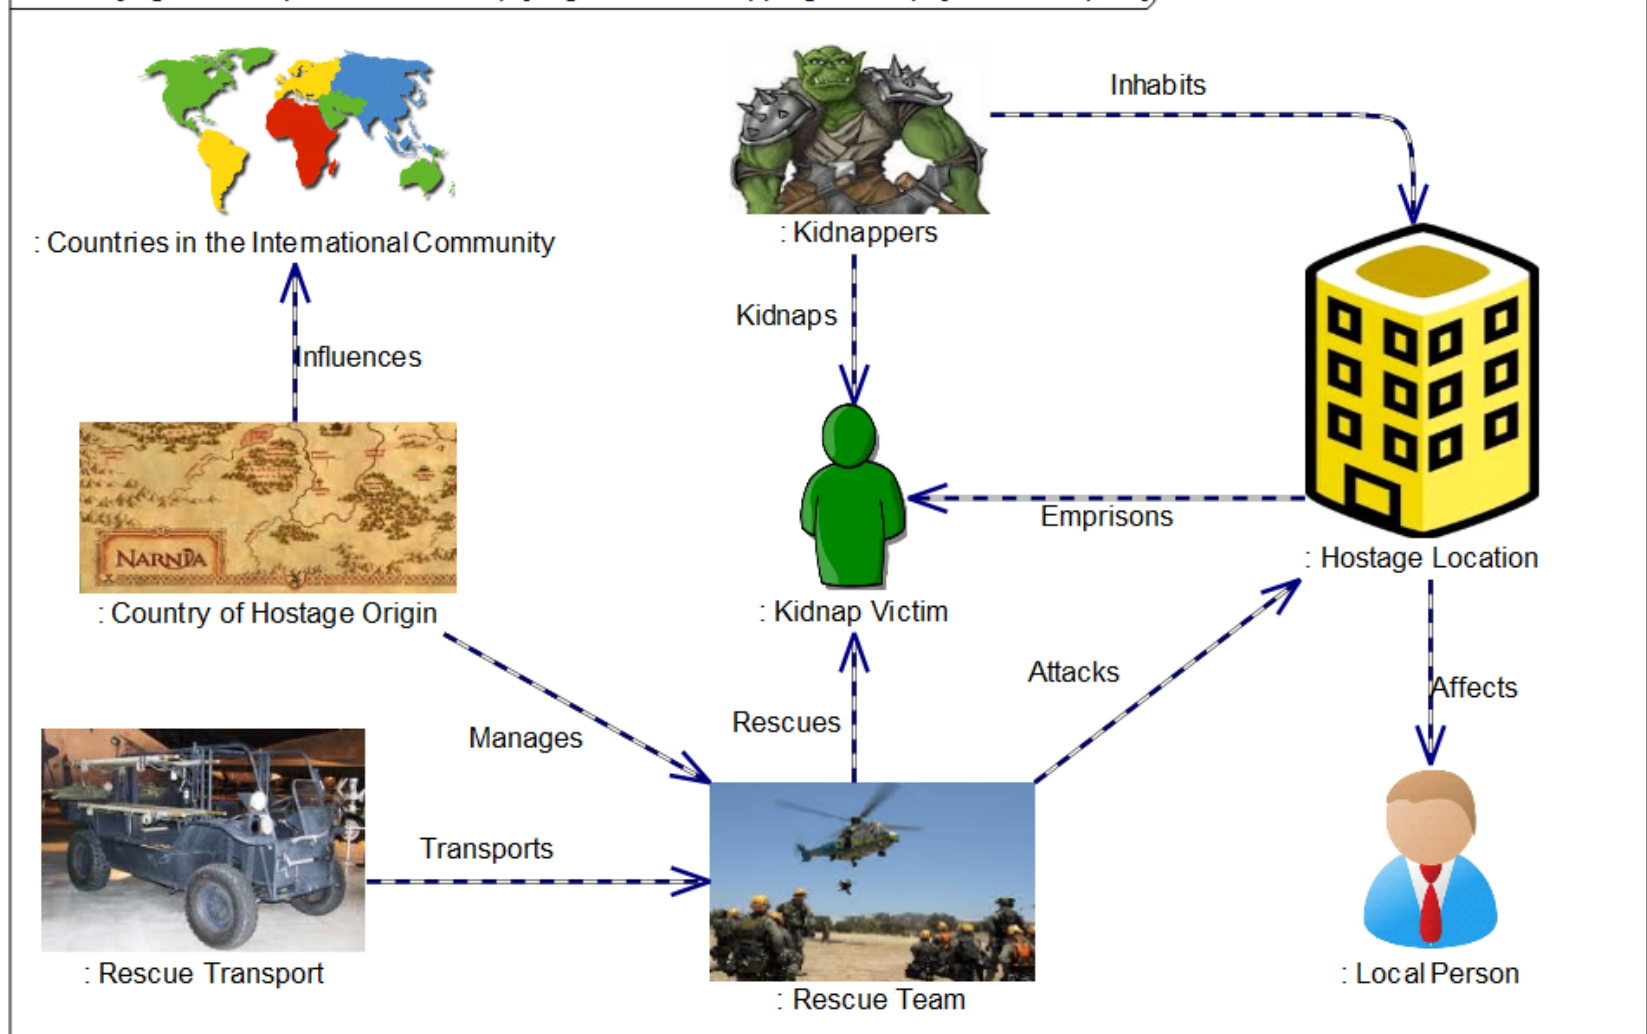 Inhabits
: Countries in the International Community
: Kidnappers
Kidnaps
Influences
NARNIA
Emprisons
: Hostage Location
: Country of Hostage Origin
: Kidnap Victim
Attacks
Affects
Rescues
Manages
Transports
: Rescue Transport
: Rescue Team
: Local Person